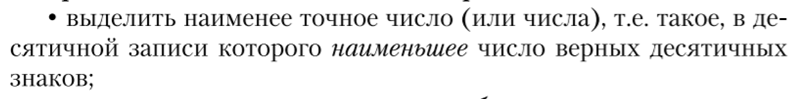 • выделить наименее точное число (или числа), т.е. такое, в де-
сятичной записи которого наименьшее число верных десятичных
знаков;